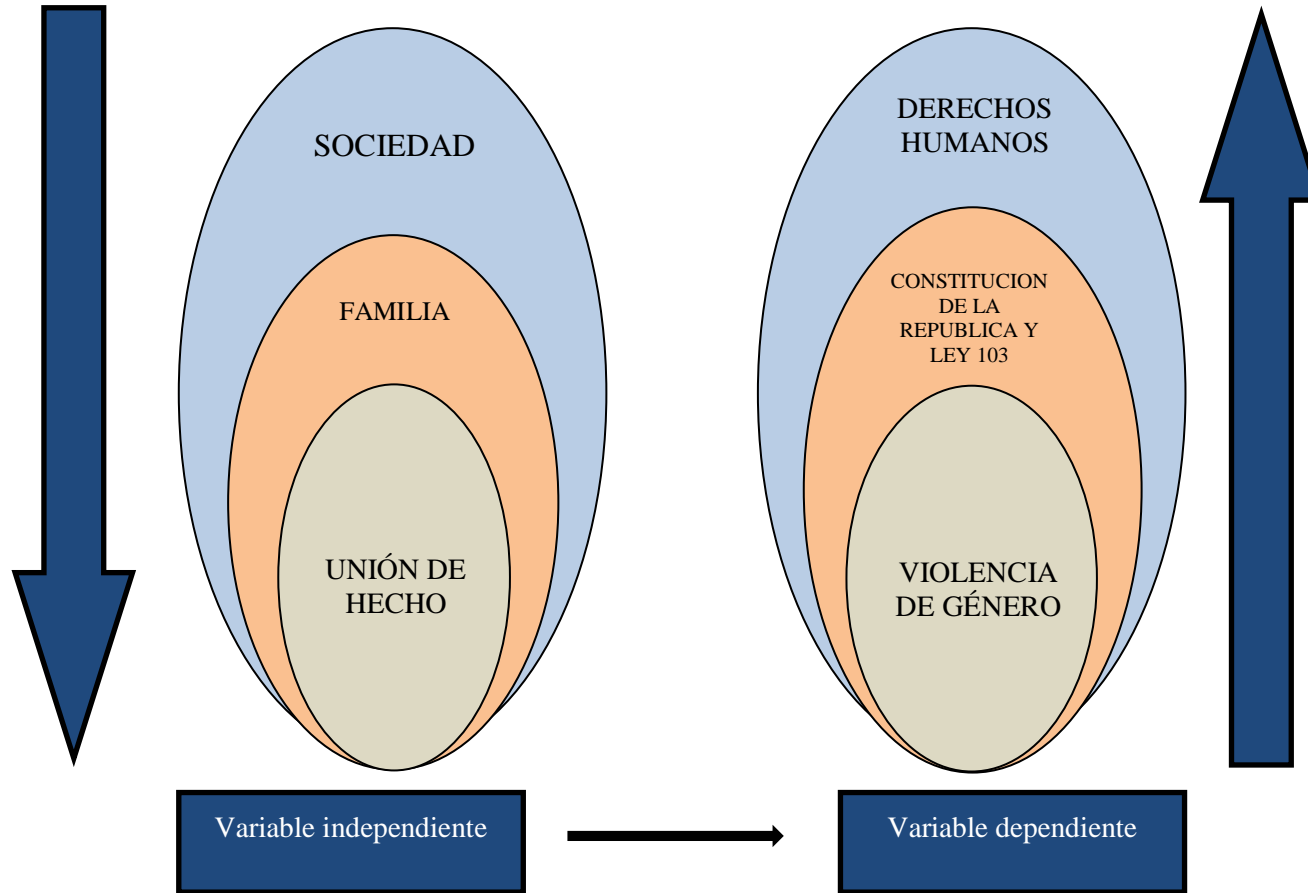 SOCIEDAD
FAMILIA
UNIÓN DE
HECHO
Variable independiente
DERECHOS
HUMANOS
CONSTITUCION
DE LA
REPUBLICA Y
LEY 103
VIOLENCIA
DE GÉNERO
Variable dependiente